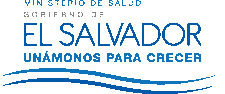 MINISTERIO DE SALUD
GOBIERNO DE
EL SALVADOR
UNÁMONOS PARA CRECER